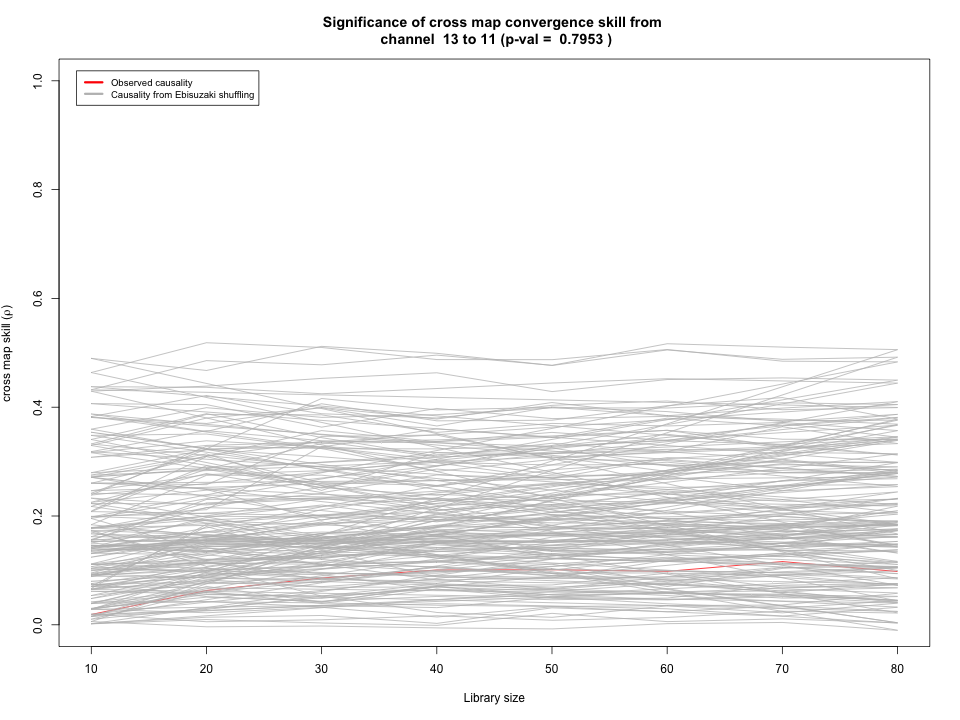 Significance of cross map convergence skill from
channel  13 to 11 (p-val =  0.7953 )
Observed causality
Causality from Ebisuzaki shuffling
cross map skill (ρ)
1.0
0.8
0.6
0.4
0.2
0.0
10 20 30 40 50 60 70 80
Library size